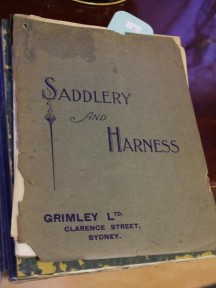 SADDLERY
AND
HARNESS
GRIMLEY LTD.
CLARENCE STREET,
SYDNEY.